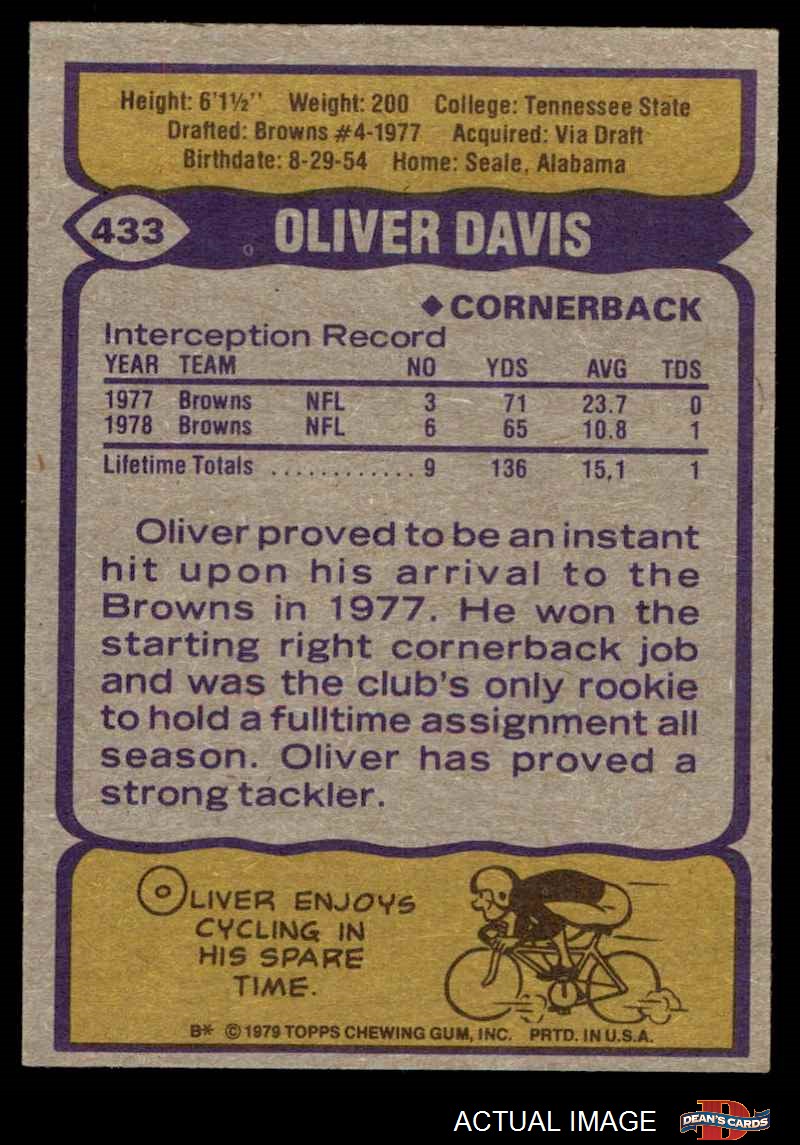 Height: 6'1½" Weight: 200 College: Tennessee State
Drafted: Browns #4-1977 Acquired: Via Draft
Birthdate: 8-29-54 Home: Seale, Alabama
433 OLIVER DAVIS
◆ CORNERBACK
Interception Record
YEAR TEAM NO YDS AVG TDS
1977 Browns NFL 3 71 23.7 0
1978 Browns NFL 6 65 10.8 1
Lifetime Totals ............ 9 136 15.1 1
Oliver proved to be an instant
hit upon his arrival to the
Browns in 1977. He won the
starting right cornerback job
and was the club's only rookie
to hold a fulltime assignment all
season. Oliver has proved a
strong tackler.
OLIVER ENJOYS
CYCLING IN
HIS SPARE
TIME.
B* © 1979 TOPPS CHEWING GUM, INC. PRTD. IN U.S.A.
ACTUAL IMAGE
DEAN'S CARDS